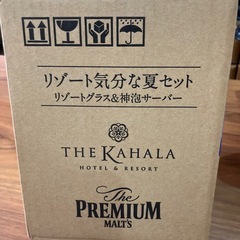 リゾート気分な夏セット
リゾートグラス&神泡サーバー
THE KAHALA
HOTEL & RESORT
The
PREMIUM
MALT'S